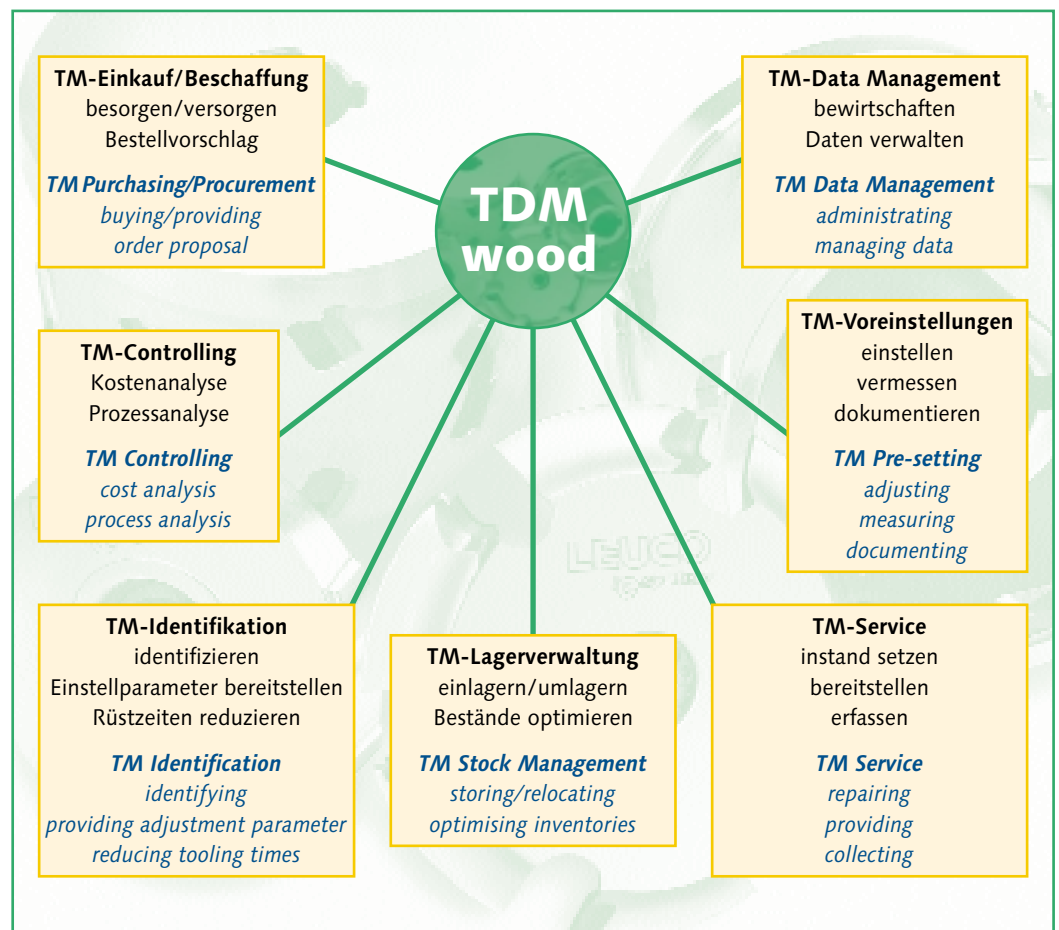 TM-Einkauf/Beschaffung
besorgen/versorgen
Bestellvorschlag
TM Purchasing/Procurement
buying/providing
order proposal
TDM
wood
TM-Data Management
bewirtschaften
Daten verwalten
TM Data Management
administrating
managing data
TM-Controlling
Kostenanalyse
Prozessanalyse
TM Controlling
cost analysis
process analysis
TM-Voreinstellungen
einstellen
vermessen
dokumentieren
TM Pre-setting
adjusting
measuring
documenting
LEUCO
TM-Identifikation
identifizieren
Einstellparameter bereitstellen
Rüstzeiten reduzieren
TM Identification
identifying
providing adjustment parameter
reducing tooling times
TM-Lagerverwaltung
einlagern/umlagern
Bestände optimieren
TM Stock Management
storing/relocating
optimising inventories
TM-Service
instand setzen
bereitstellen
erfassen
TM Service
repairing
providing
collecting